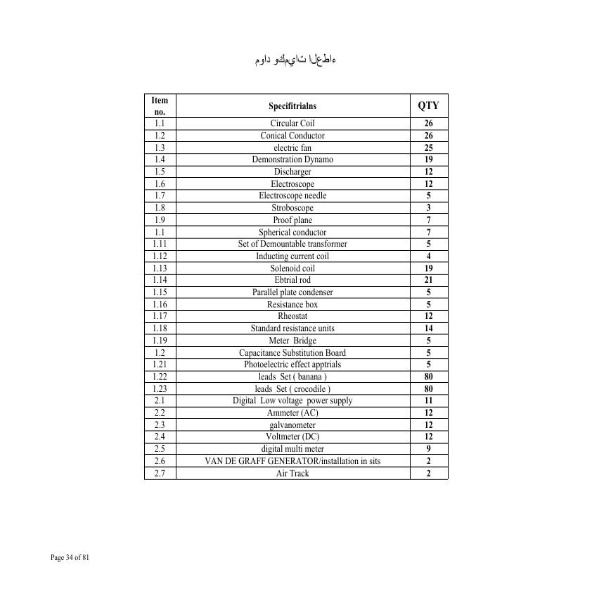 ءاطعلا تايمكو داوم
Item no. Specifitrialns QTY
1.1 Circular Coil 26
1.2 Conical Conductor 26
1.3 electric fan 25
1.4 Demonstration Dynamo 19
1.5 Discharger 12
1.6 Electroscope 12
1.7 Electroscope needle 5
1.8 Stroboscope 3
1.9 Proof plane 7
1.1 Spherical conductor 7
1.11 Set of Demountable transformer 5
1.12 Inducting current coil 4
1.13 Solenoid coil 19
1.14 Ebtrial rod 21
1.15 Parallel plate condenser 5
1.16 Resistance box 5
1.17 Rheostat 12
1.18 Standard resistance units 14
1.19 Meter Bridge 5
1.2 Capacitance Substitution Board 5
1.21 Photoelectric effect apptrials 5
1.22 leads Set ( banana ) 80
1.23 leads Set ( crocodile ) 80
2.1 Digital Low voltage power supply 11
2.2 Ammeter (AC) 12
2.3 galvanometer 12
2.4 Voltmeter (DC) 12
2.5 digital multi meter 9
2.6 VAN DE GRAFF GENERATOR/installation in sits 2
2.7 Air Track 2
Page 34 of 81